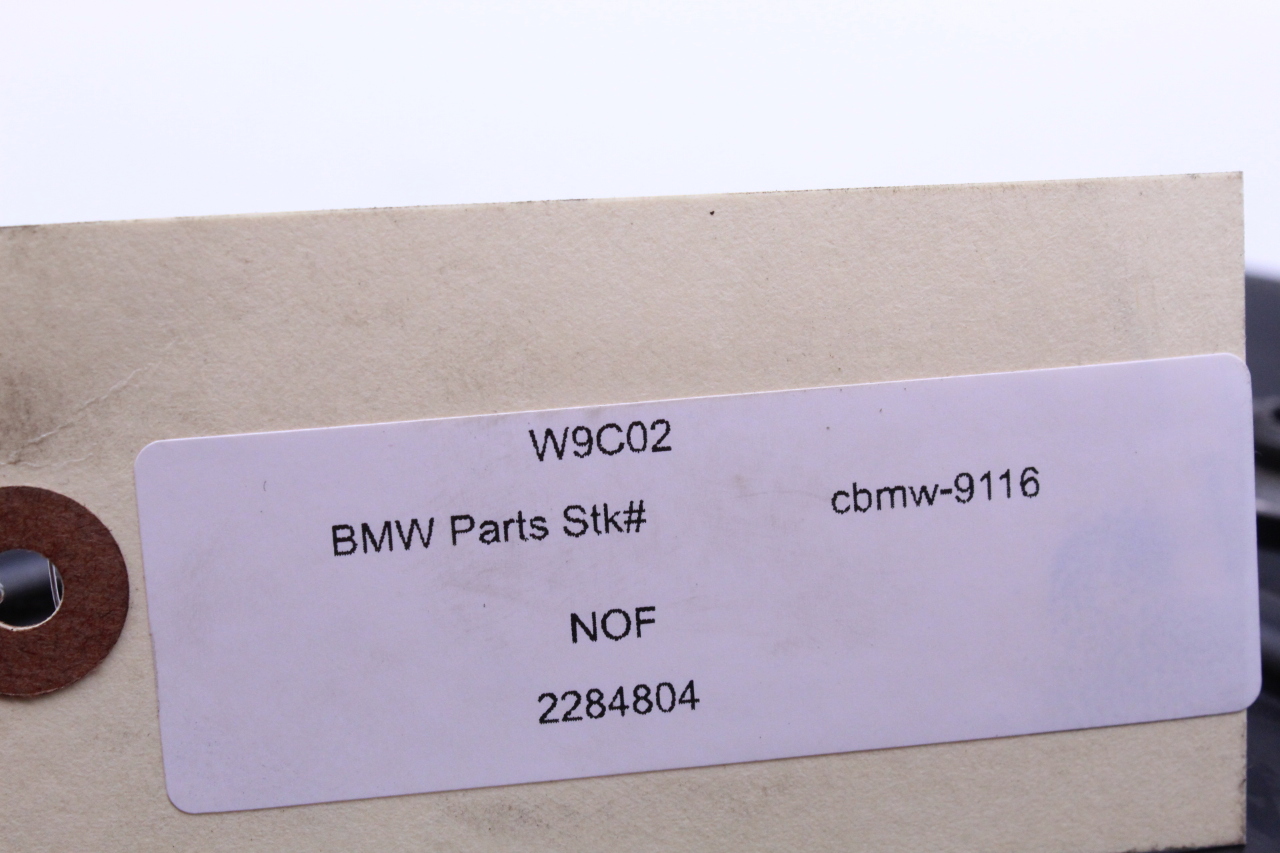 W9C02
BMW Parts Stk# cbmw-9116
NOF
2284804